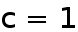 c = 1